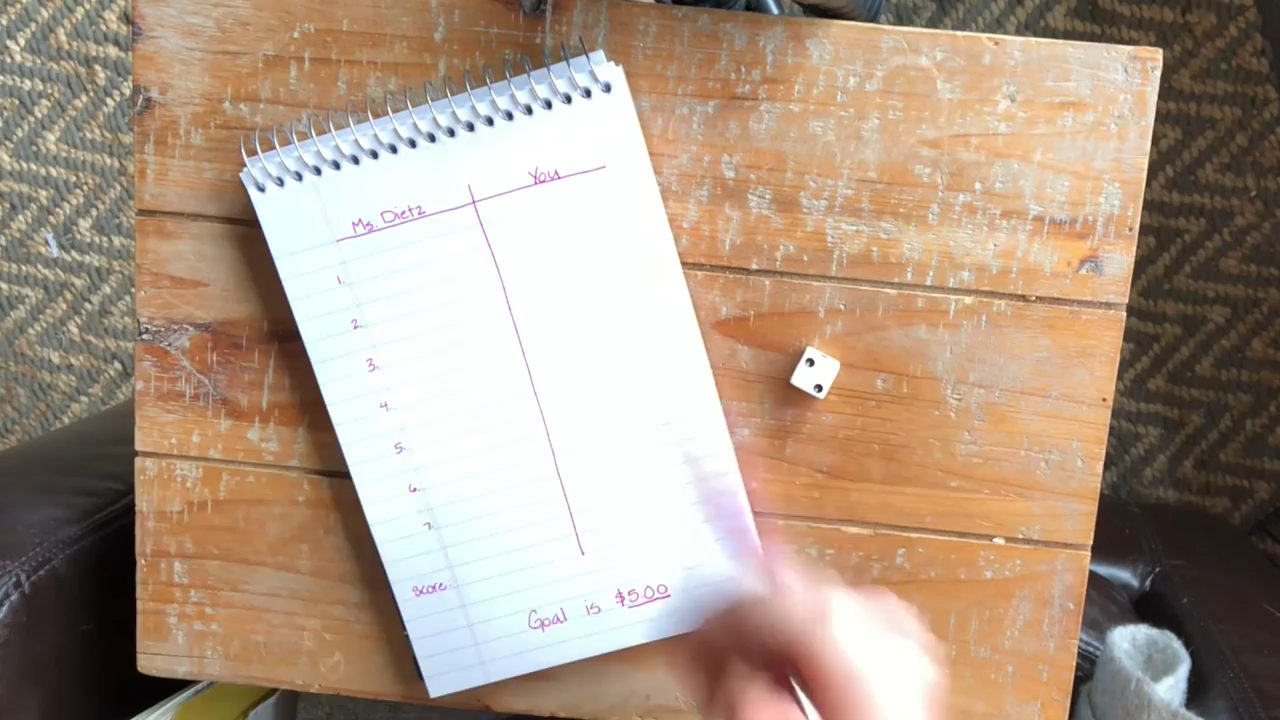 Ms. Dietz You
1.
2.
3.
4.
5.
6.
7.
Score.
Goal is $5.00